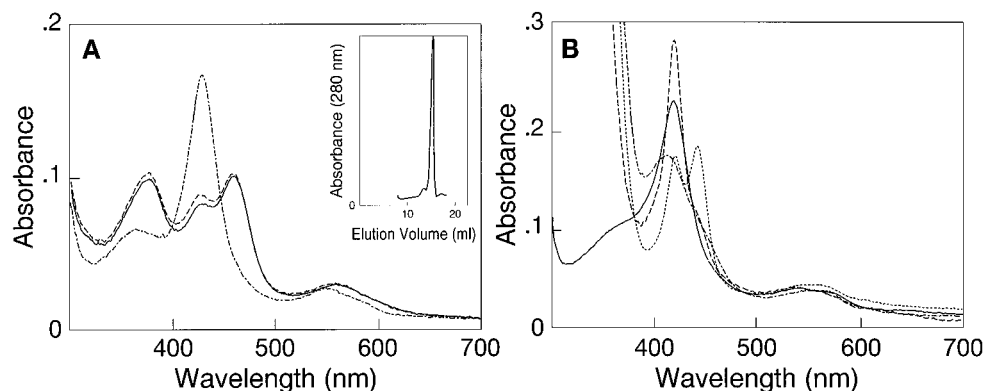 A
Absorbance
.2
.1
0
400
500
600
700
Wavelength (nm)
Absorbance (280 nm)
0
10
20
Elution Volume (ml)
B
Absorbance
.3
.2
.1
0
400
500
600
700
Wavelength (nm)